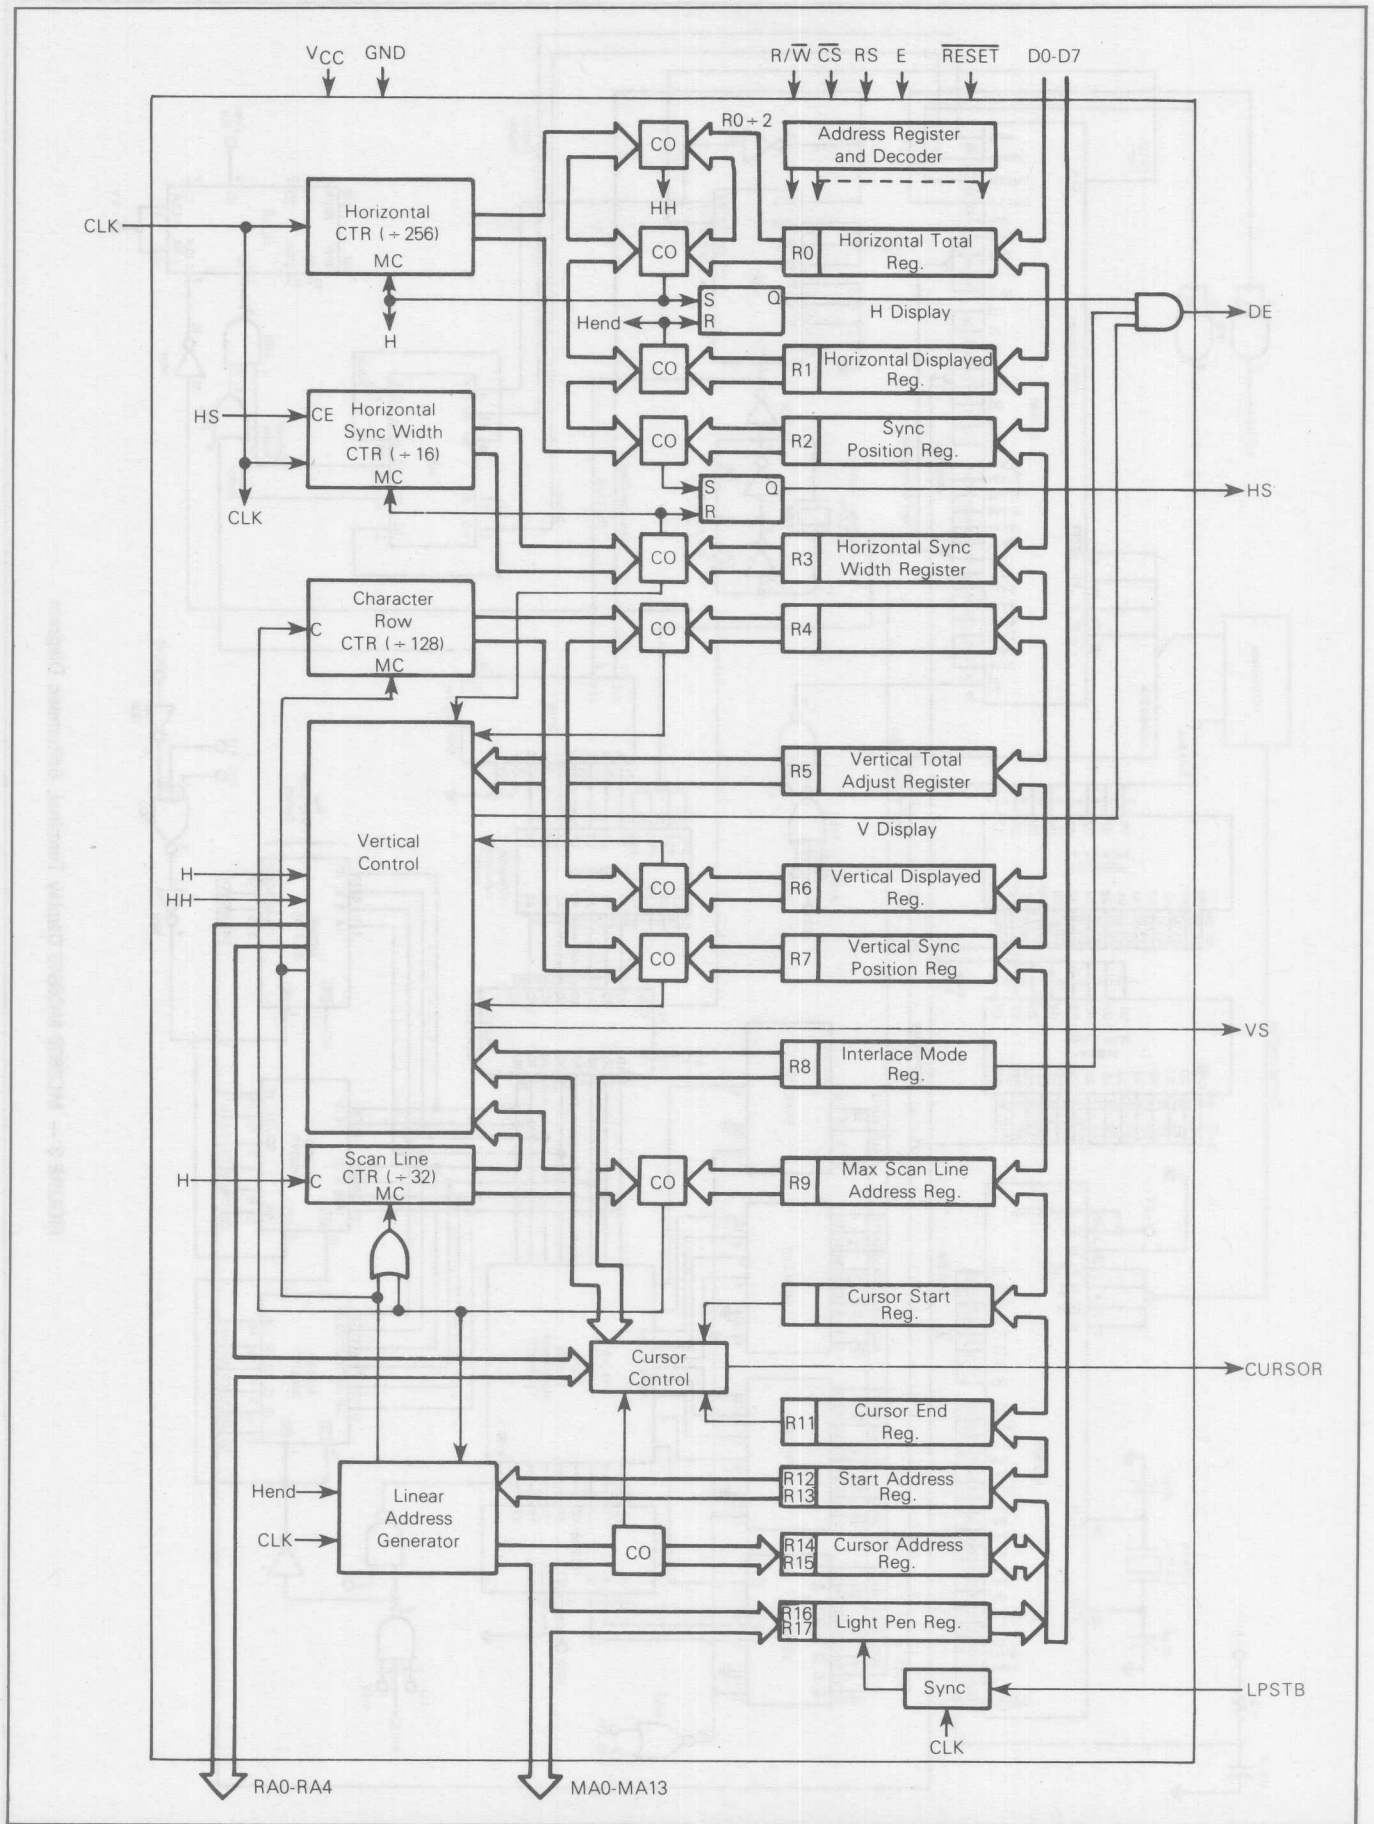 VCC GND R/W CS RS E RESET D0-D7
R0÷2
Address Register
and Decoder
CO
HH
CLK
Horizontal
CTR (÷256)
MC
H
CO
R0 Horizontal Total
Reg.
S Q
R
H Display
DE
Hend
CO
R1 Horizontal Displayed
Reg.
HS
CE Horizontal
Sync Width
CTR (÷16)
MC
CLK
CO
R2 Sync
Position Reg.
S Q
R
HS
CO
R3 Horizontal Sync
Width Register
Character
Row
C CTR (÷128)
MC
CO
R4
R5 Vertical Total
Adjust Register
V Display
Vertical
Control
H
HH
CO
R6 Vertical Displayed
Reg.
CO
R7 Vertical Sync
Position Reg
VS
R8 Interlace Mode
Reg.
H
Scan Line
C CTR (÷32)
MC
CO
R9 Max Scan Line
Address Reg.
Cursor Start
Reg.
Cursor
Control
CURSOR
R11 Cursor End
Reg.
Hend
CLK
Linear
Address
Generator
R12 Start Address
R13 Reg.
CO
R14 Cursor Address
R15 Reg.
R16
R17 Light Pen Reg.
Sync
LPSTB
CLK
RA0-RA4
MA0-MA13